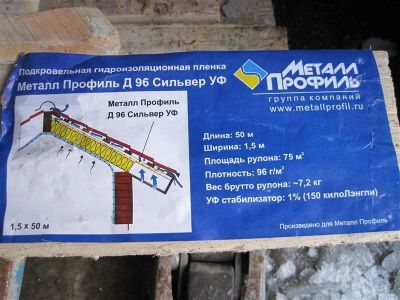 Подкровельная гидроизоляционная пленка
Металл Профиль Д 96 Сильвер УФ
Металл Профиль
Д 96 Сильвер УФ
1,5 x 50 м
МЕТАЛЛ ®
ПРОФИЛЬ
группа компаний
www.metallprofil.ru
Длина: 50 м
Ширина: 1,5 м
Площадь рулона: 75 м²
Плотность: 96 г/м²
Вес брутто рулона: ~7,2 кг
УФ стабилизатор: 1% (150 килоЛэнгли)
Произведено для Металл Профиль®